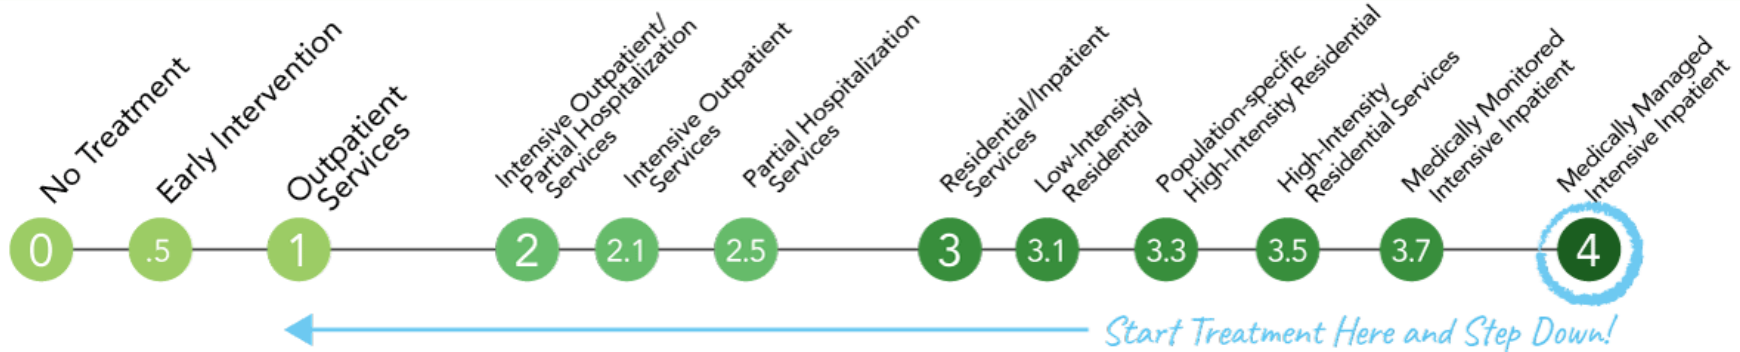 No Treatment
Early Intervention
Outpatient
Services
Intensive Outpatient/
Partial Hospitalization
Services
Intensive Outpatient
Services
Partial Hospitalization
Services
Residential/Inpatient
Services
Low-Intensity
Residential
Population-specific
High-Intensity Residential
High-Intensity
Residential Services
Medically Monitored
Intensive Inpatient
Medically Managed
Intensive Inpatient
0 .5 1 2 2.1 2.5 3 3.1 3.3 3.5 3.7 4
Start Treatment Here and Step Down!